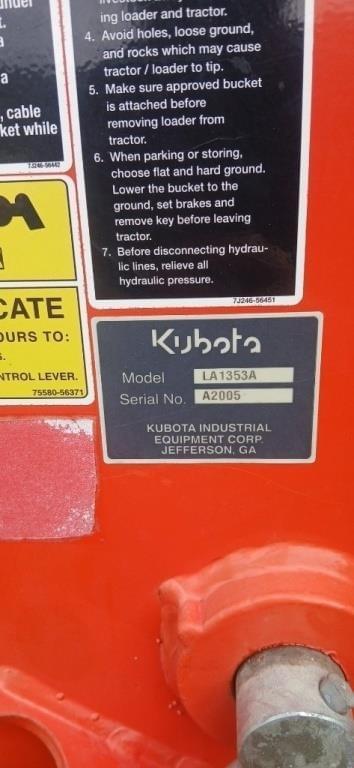 t.
a
, cable
ket while
7J246-56442
ing loader and tractor.
4. Avoid holes, loose ground,
and rocks which may cause
tractor / loader to tip.
5. Make sure approved bucket
is attached before
removing loader from
tractor.
6. When parking or storing,
choose flat and hard ground.
Lower the bucket to the
ground, set brakes and
remove key before leaving
tractor.
7. Before disconnecting hydrau-
lic lines, relieve all
hydraulic pressure.
7J246-56451
CATE
OURS TO:
S.
NTROL LEVER.
75580-56371
Kubota
Model LA1353A
Serial No. A2005
KUBOTA INDUSTRIAL
EQUIPMENT CORP.
JEFFERSON, GA